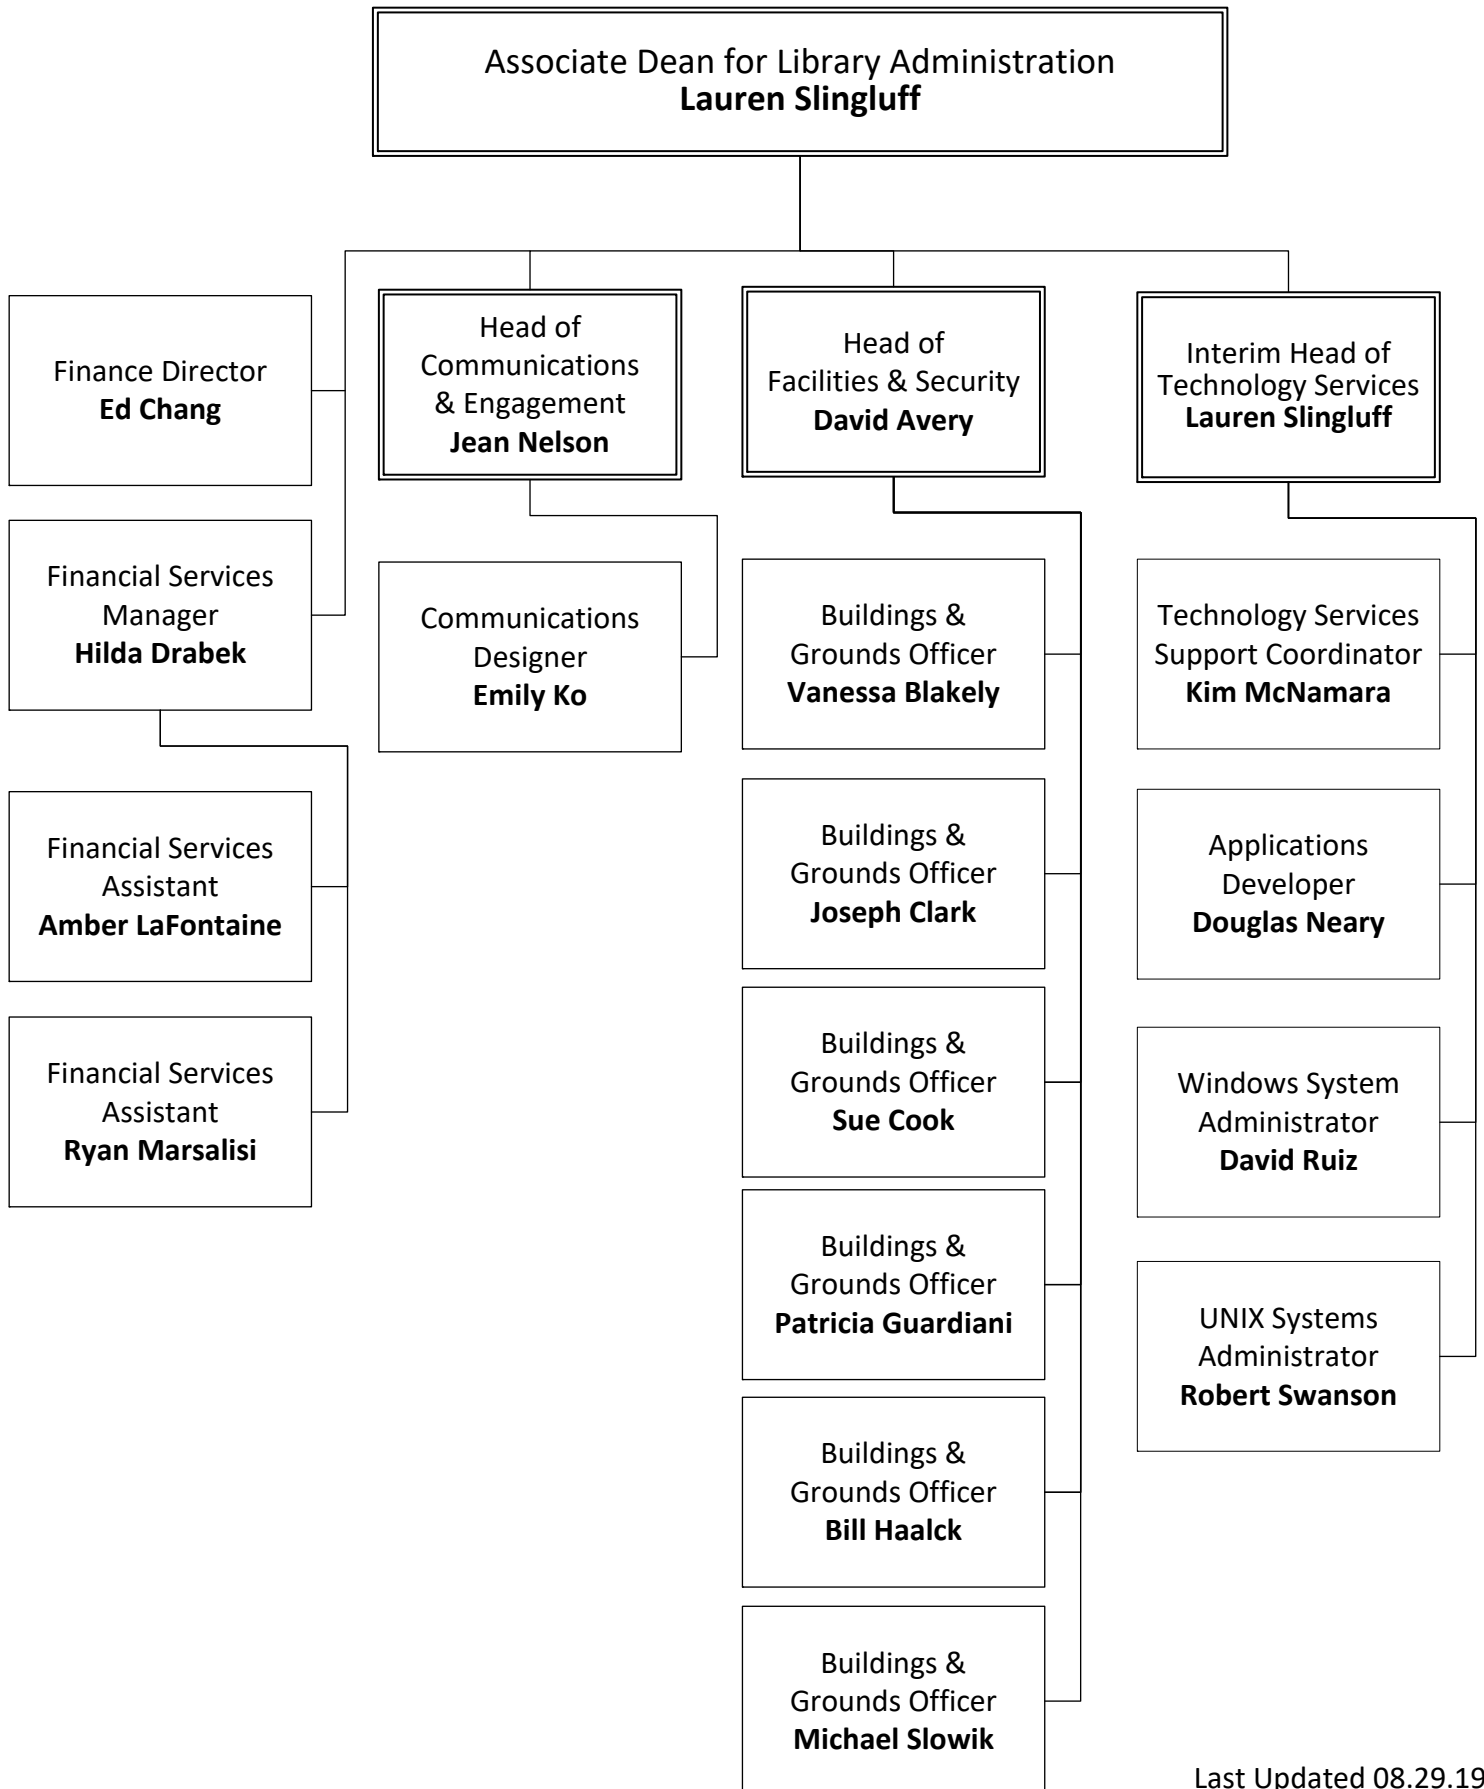 Associate Dean for Library Administration
Lauren Slingluff
Finance Director
Ed Chang
Financial Services
Manager
Hilda Drabek
Financial Services
Assistant
Amber LaFontaine
Financial Services
Assistant
Ryan Marsalisi
Head of
Communications
& Engagement
Jean Nelson
Communications
Designer
Emily Ko
Head of
Facilities & Security
David Avery
Buildings &
Grounds Officer
Vanessa Blakely
Buildings &
Grounds Officer
Joseph Clark
Buildings &
Grounds Officer
Sue Cook
Buildings &
Grounds Officer
Patricia Guardiani
Buildings &
Grounds Officer
Bill Haalck
Buildings &
Grounds Officer
Michael Slowik
Interim Head of
Technology Services
Lauren Slingluff
Technology Services
Support Coordinator
Kim McNamara
Applications
Developer
Douglas Neary
Windows System
Administrator
David Ruiz
UNIX Systems
Administrator
Robert Swanson
Last Updated 08.29.19